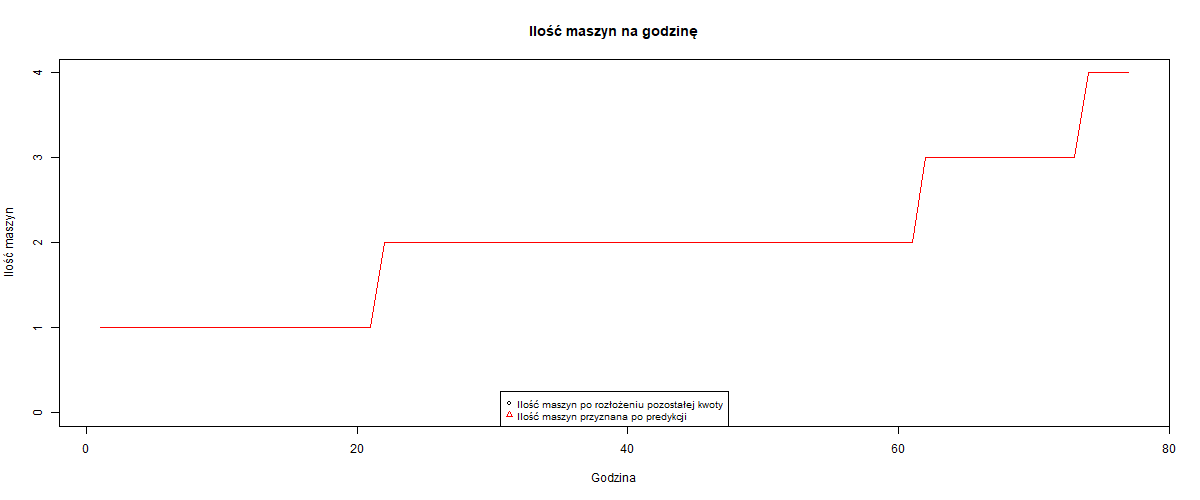 Ilość maszyn na godzinę
Ilość maszyn
4
3
2
1
0
Ilość maszyn po rozłożeniu pozostałej kwoty
Ilość maszyn przyznana po predykcji
0 20 40 60 80
Godzina